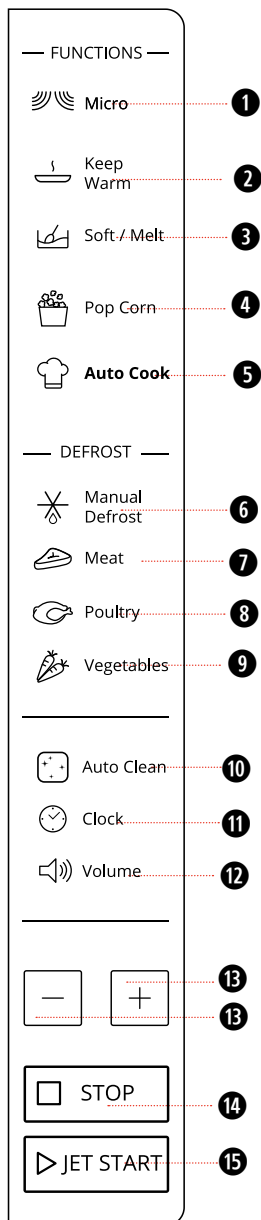 FUNCTIONS
Micro 1
Keep
Warm 2
Soft / Melt 3
Pop Corn 4
Auto Cook 5
DEFROST
Manual
Defrost 6
Meat 7
Poultry 8
Vegetables 9
Auto Clean 10
Clock 11
Volume 12
13
− + 13
STOP 14
JET START 15